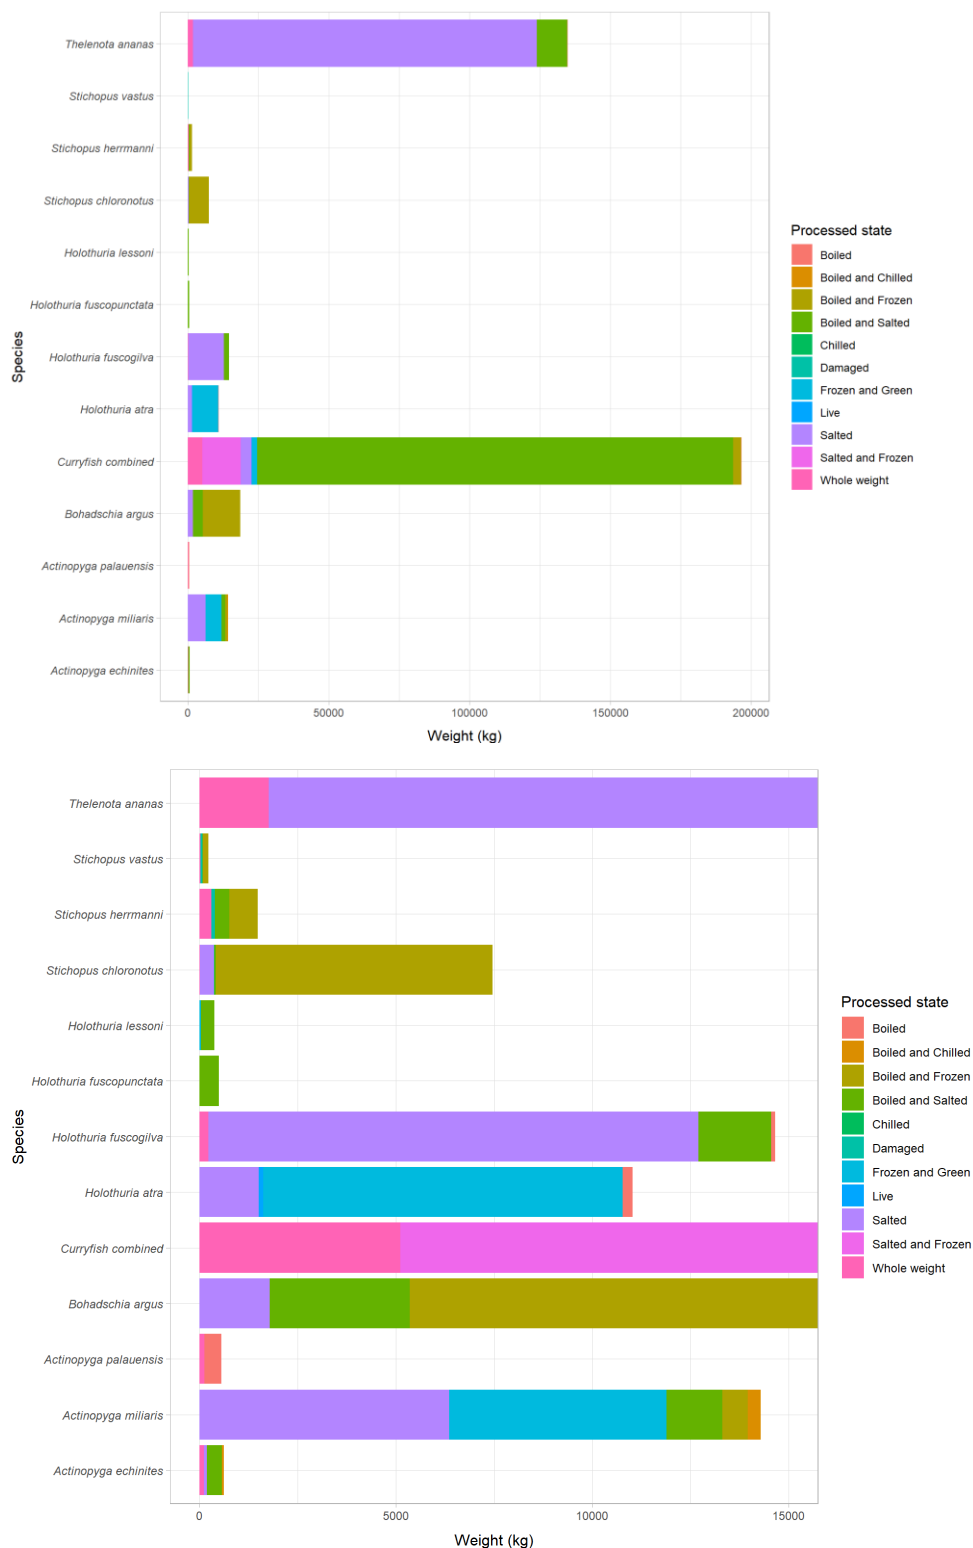 Thelenota ananas
Stichopus vastus
Stichopus herrmanni
Stichopus chloronotus
Holothuria lessoni
Holothuria fuscopunctata
Holothuria fuscogilva
Holothuria atra
Curryfish combined
Bohadschia argus
Actinopyga palauensis
Actinopyga miliaris
Actinopyga echinites
Species
0 50000 100000 150000 200000
Weight (kg)
Processed state
Boiled
Boiled and Chilled
Boiled and Frozen
Boiled and Salted
Chilled
Damaged
Frozen and Green
Live
Salted
Salted and Frozen
Whole weight
Thelenota ananas
Stichopus vastus
Stichopus herrmanni
Stichopus chloronotus
Holothuria lessoni
Holothuria fuscopunctata
Holothuria fuscogilva
Holothuria atra
Curryfish combined
Bohadschia argus
Actinopyga palauensis
Actinopyga miliaris
Actinopyga echinites
Species
0 5000 10000 15000
Weight (kg)
Processed state
Boiled
Boiled and Chilled
Boiled and Frozen
Boiled and Salted
Chilled
Damaged
Frozen and Green
Live
Salted
Salted and Frozen
Whole weight